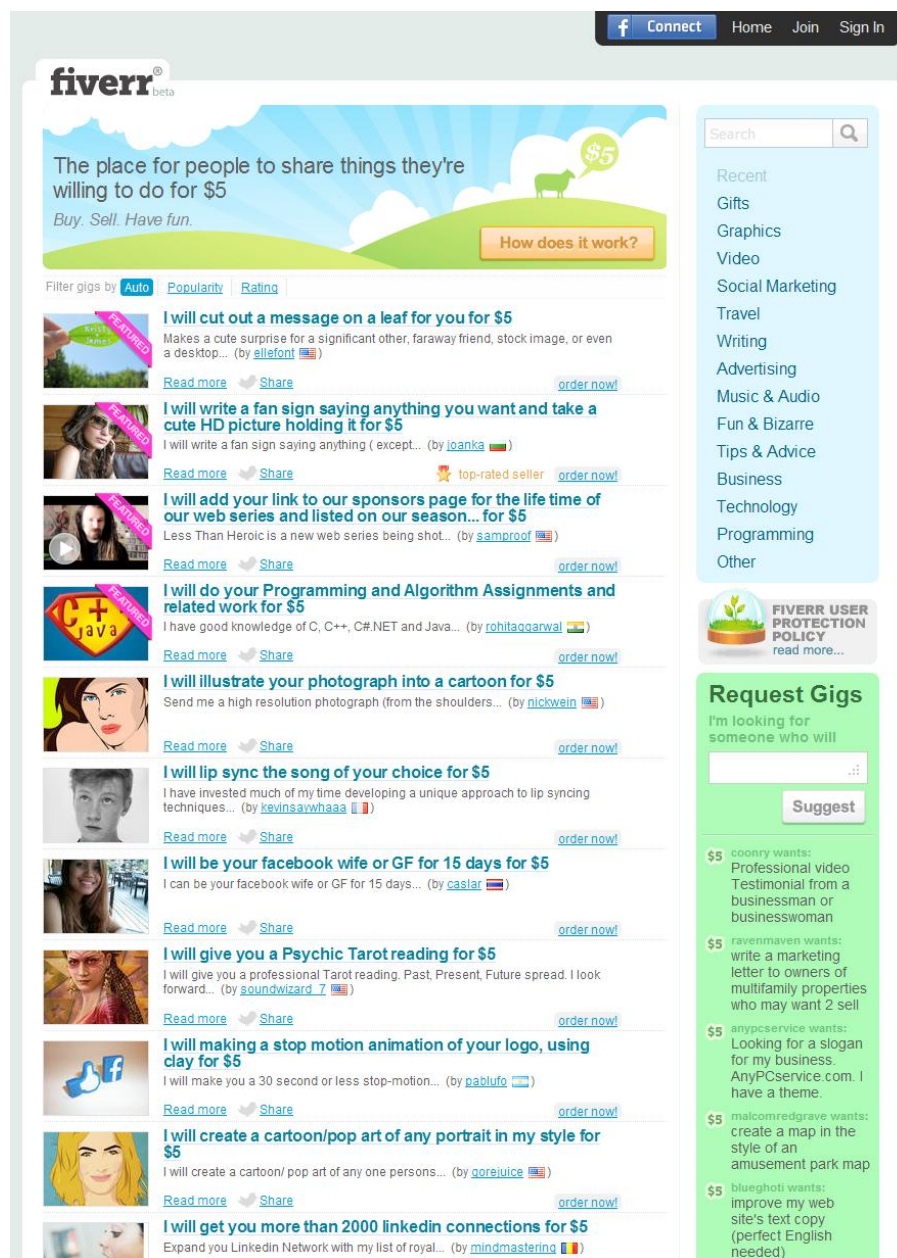 Connect Home Join Sign In
fiverr®
beta
The place for people to share things they're
willing to do for $5
Buy. Sell. Have fun.
$5
How does it work?
Filter gigs by Auto Popularity Rating
FEATURED
I will cut out a message on a leaf for you for $5
Makes a cute surprise for a significant other, faraway friend, stock image, or even
a desktop... (by ellefont)
Read more Share order now!
FEATURED
I will write a fan sign saying anything you want and take a
cute HD picture holding it for $5
I will write a fan sign saying anything ( except... (by joanka)
Read more Share top-rated seller order now!
FEATURED
I will add your link to our sponsors page for the life time of
our web series and listed on our season... for $5
Less Than Heroic is a new web series being shot... (by samproof)
Read more Share order now!
FEATURED
C++
Java
I will do your Programming and Algorithm Assignments and
related work for $5
I have good knowledge of C, C++, C#.NET and Java... (by rohitaggarwal)
Read more Share order now!
I will illustrate your photograph into a cartoon for $5
Send me a high resolution photograph (from the shoulders... (by nickwein)
Read more Share order now!
I will lip sync the song of your choice for $5
I have invested much of my time developing a unique approach to lip syncing
techniques... (by kevinsaywhaaa)
Read more Share order now!
I will be your facebook wife or GF for 15 days for $5
I can be your facebook wife or GF for 15 days... (by caslar)
Read more Share order now!
I will give you a Psychic Tarot reading for $5
I will give you a professional Tarot reading. Past, Present, Future spread. I look
forward... (by soundwizard_7)
Read more Share order now!
I will making a stop motion animation of your logo, using
clay for $5
I will make you a 30 second or less stop-motion... (by pablufo)
Read more Share order now!
I will create a cartoon/pop art of any portrait in my style for
$5
I will create a cartoon/ pop art of any one persons... (by gorejuice)
Read more Share order now!
I will get you more than 2000 linkedin connections for $5
Expand you Linkedin Network with my list of royal... (by mindmastering)
Search
Recent
Gifts
Graphics
Video
Social Marketing
Travel
Writing
Advertising
Music & Audio
Fun & Bizarre
Tips & Advice
Business
Technology
Programming
Other
FIVERR USER
PROTECTION
POLICY
read more...
Request Gigs
I'm looking for
someone who will
Suggest
$5 coonry wants:
Professional video
Testimonial from a
businessman or
businesswoman
$5 ravenmaven wants:
write a marketing
letter to owners of
multifamily properties
who may want 2 sell
$5 anypcservice wants:
Looking for a slogan
for my business.
AnyPCservice.com. I
have a theme.
$5 malcomredgrave wants:
create a map in the
style of an
amusement park map
$5 blueghoti wants:
improve my web
site's text copy
(perfect English
needed)